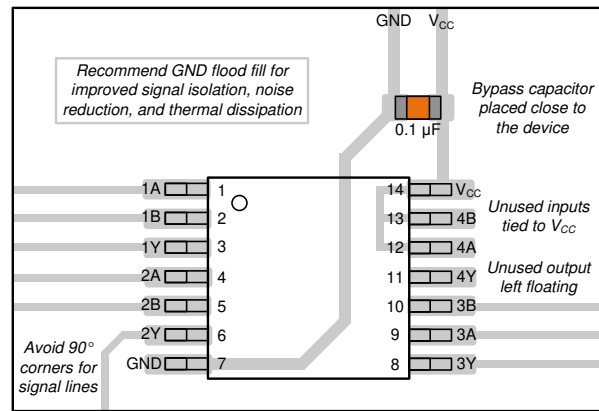 GND V_CC
Recommend GND flood fill for
improved signal isolation, noise
reduction, and thermal dissipation
Bypass capacitor
placed close to
the device
0.1 µF
1A 1 14 V_CC
1B 2 13 4B
1Y 3 12 4A
2A 4 11 4Y
2B 5 10 3B
2Y 6 9 3A
GND 7 8 3Y
Unused inputs
tied to V_CC
Unused output
left floating
Avoid 90°
corners for
signal lines